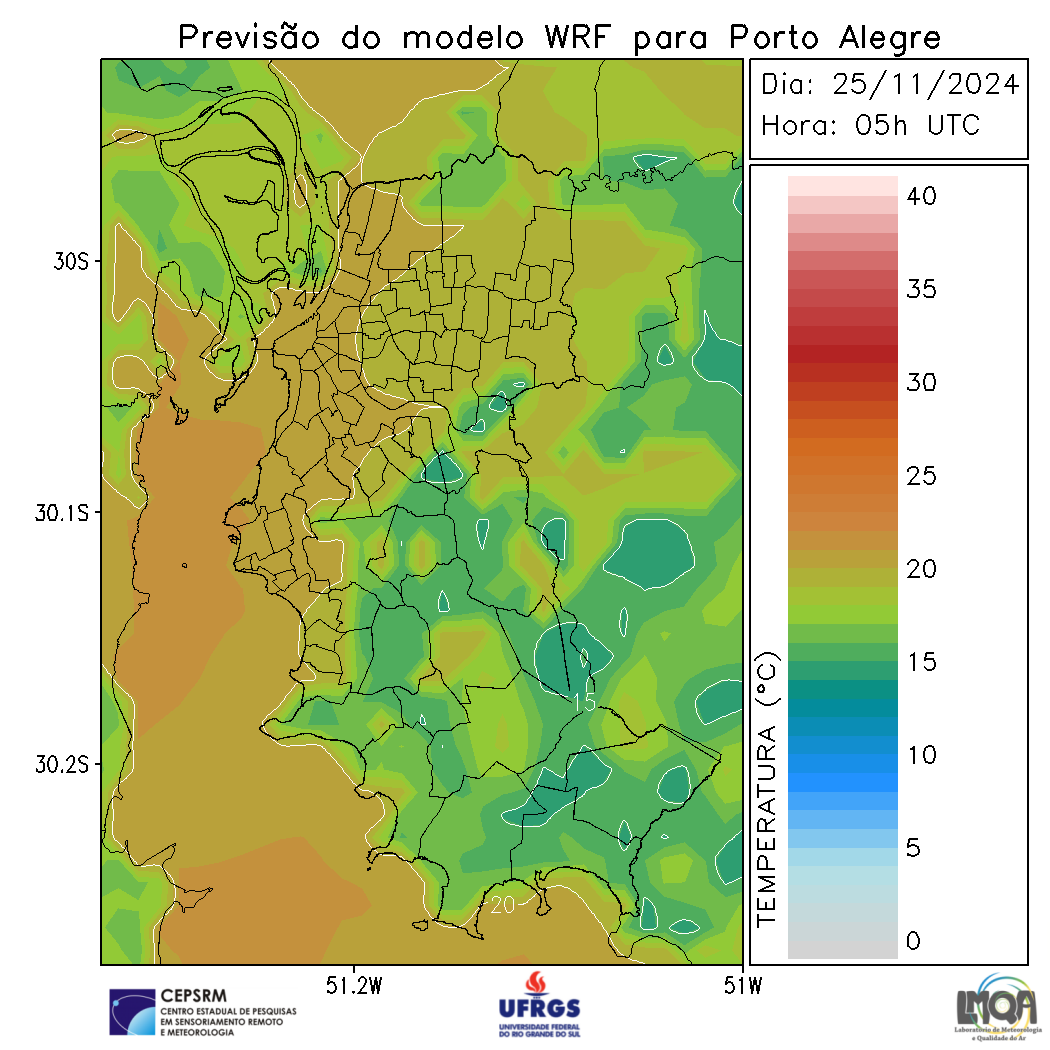 Previsão do modelo WRF para Porto Alegre
Dia: 25/11/2024
Hora: 05h UTC
40
35
30
25
20
15
10
5
0
TEMPERATURA (°C)
30S
30.1S
30.2S
51.2W
51W
15
20
CEPSRM
CENTRO ESTADUAL DE PESQUISAS
EM SENSORIAMENTO REMOTO
E METEOROLOGIA
UFRGS
UNIVERSIDADE FEDERAL
DO RIO GRANDE DO SUL
LMQA
Laboratório de Meteorologia
e Qualidade do Ar